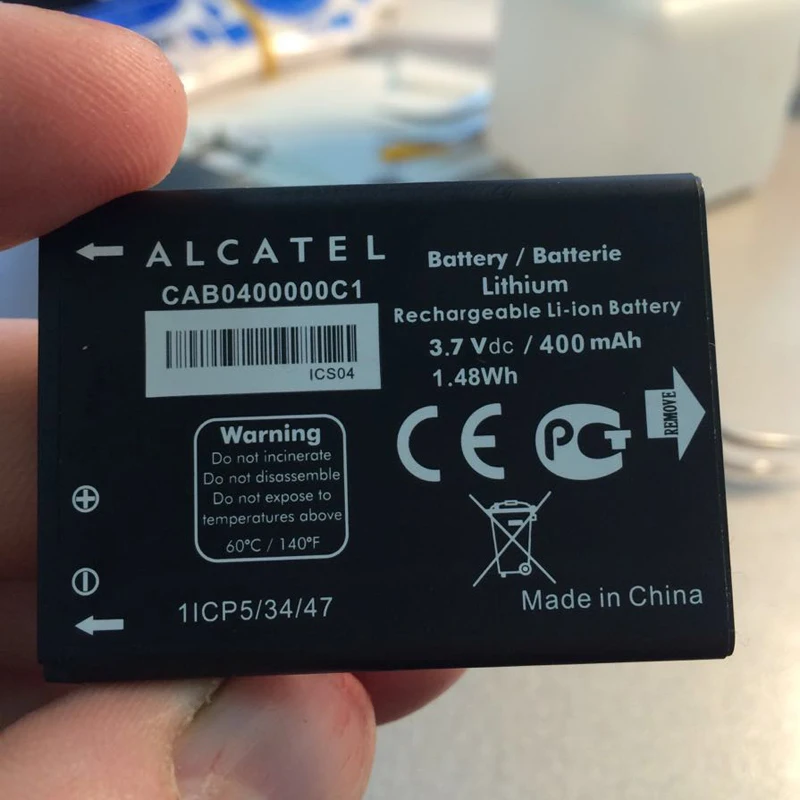 ALCATEL
CAB0400000C1
ICS04
Battery / Batterie
Lithium
Rechargeable Li-ion Battery
3.7 Vdc / 400 mAh
1.48Wh
CE
PCT
REMOVE
Warning
Do not incinerate
Do not disassemble
Do not expose to
temperatures above
60°C / 140°F
1ICP5/34/47
Made in China